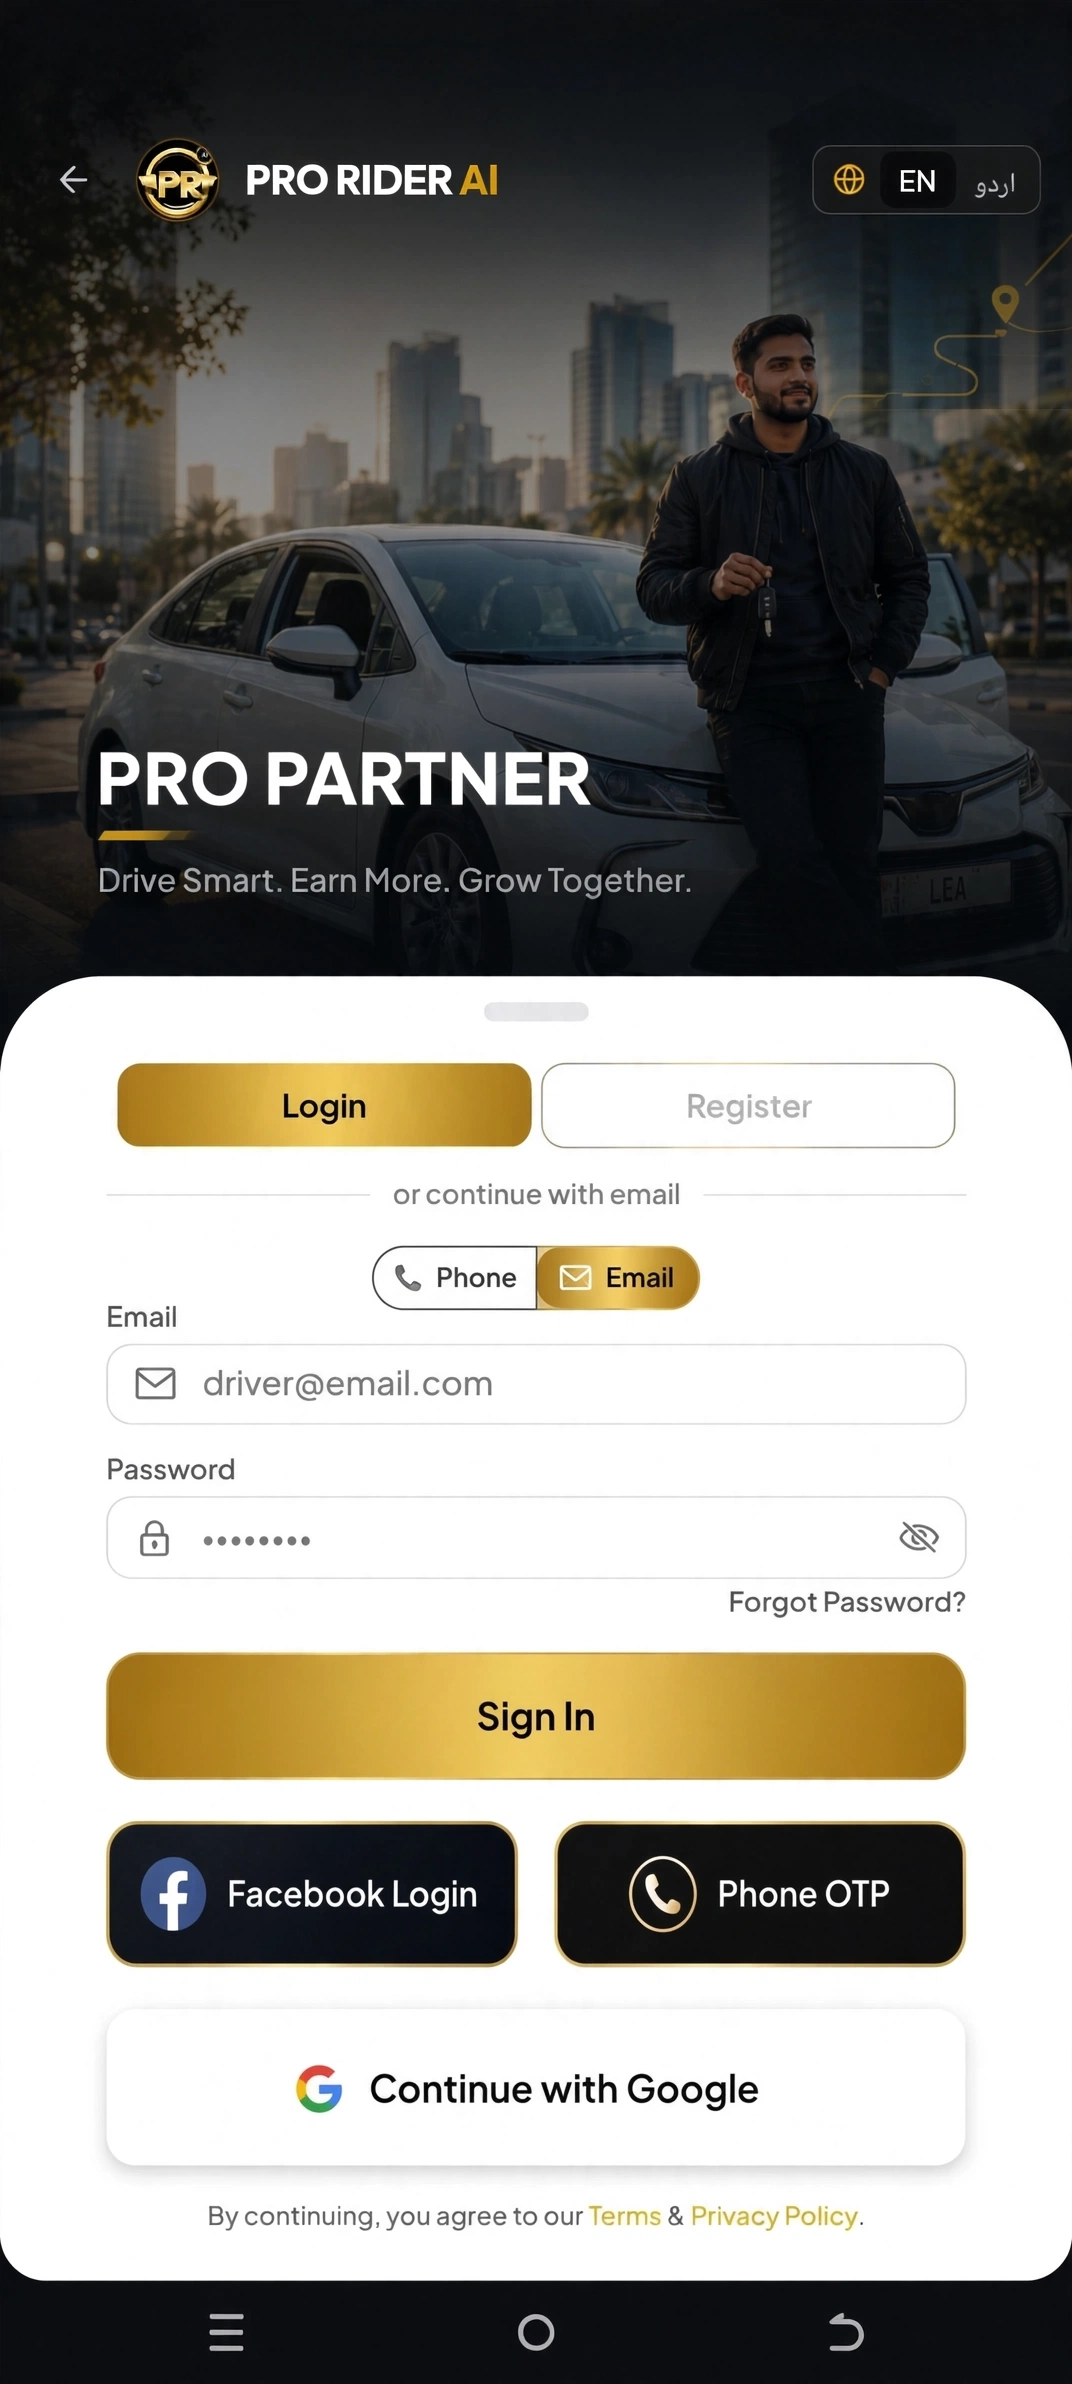 PR AI
PRO RIDER AI
EN اردو
PRO PARTNER
Drive Smart. Earn More. Grow Together.
LEA
Login
Register
or continue with email
Phone
Email
Email
driver@email.com
Password
••••••••
Forgot Password?
Sign In
Facebook Login
Phone OTP
Continue with Google
By continuing, you agree to our Terms & Privacy Policy.